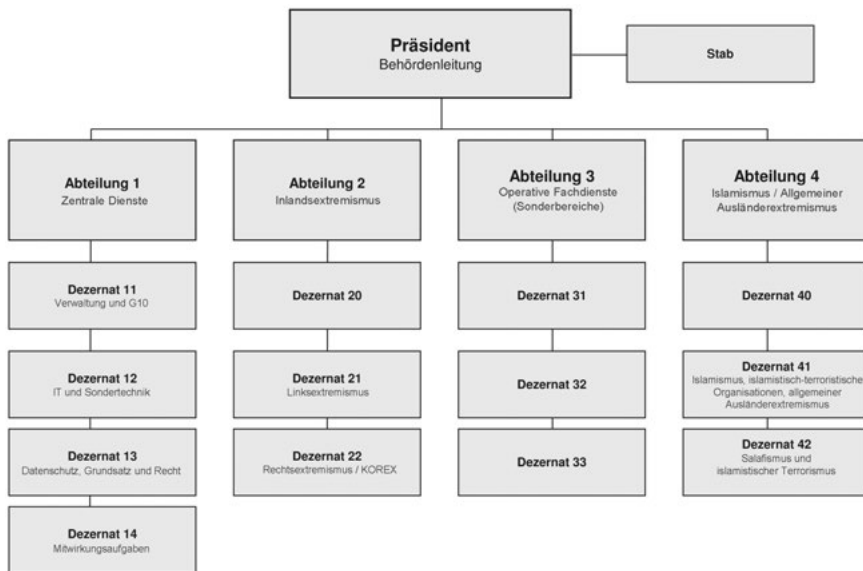 Präsident
Behördenleitung
Stab
Abteilung 1
Zentrale Dienste
Abteilung 2
Inlandsextremismus
Abteilung 3
Operative Fachdienste
(Sonderbereiche)
Abteilung 4
Islamismus / Allgemeiner
Ausländerextremismus
Dezernat 11
Verwaltung und G10
Dezernat 20
Dezernat 31
Dezernat 40
Dezernat 12
IT und Sondertechnik
Dezernat 21
Linksextremismus
Dezernat 32
Dezernat 41
Islamismus, islamistisch-terroristische
Organisationen, allgemeiner
Ausländerextremismus
Dezernat 13
Datenschutz, Grundsatz und Recht
Dezernat 22
Rechtsextremismus / KOREX
Dezernat 33
Dezernat 42
Salafismus und
islamistischer Terrorismus
Dezernat 14
Mitwirkungsaufgaben